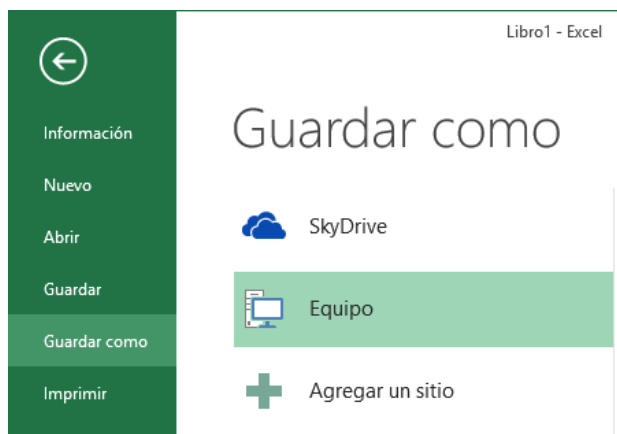 Libro1 - Excel
Información
Nuevo
Abrir
Guardar
Guardar como
Imprimir
Guardar como
SkyDrive
Equipo
Agregar un sitio